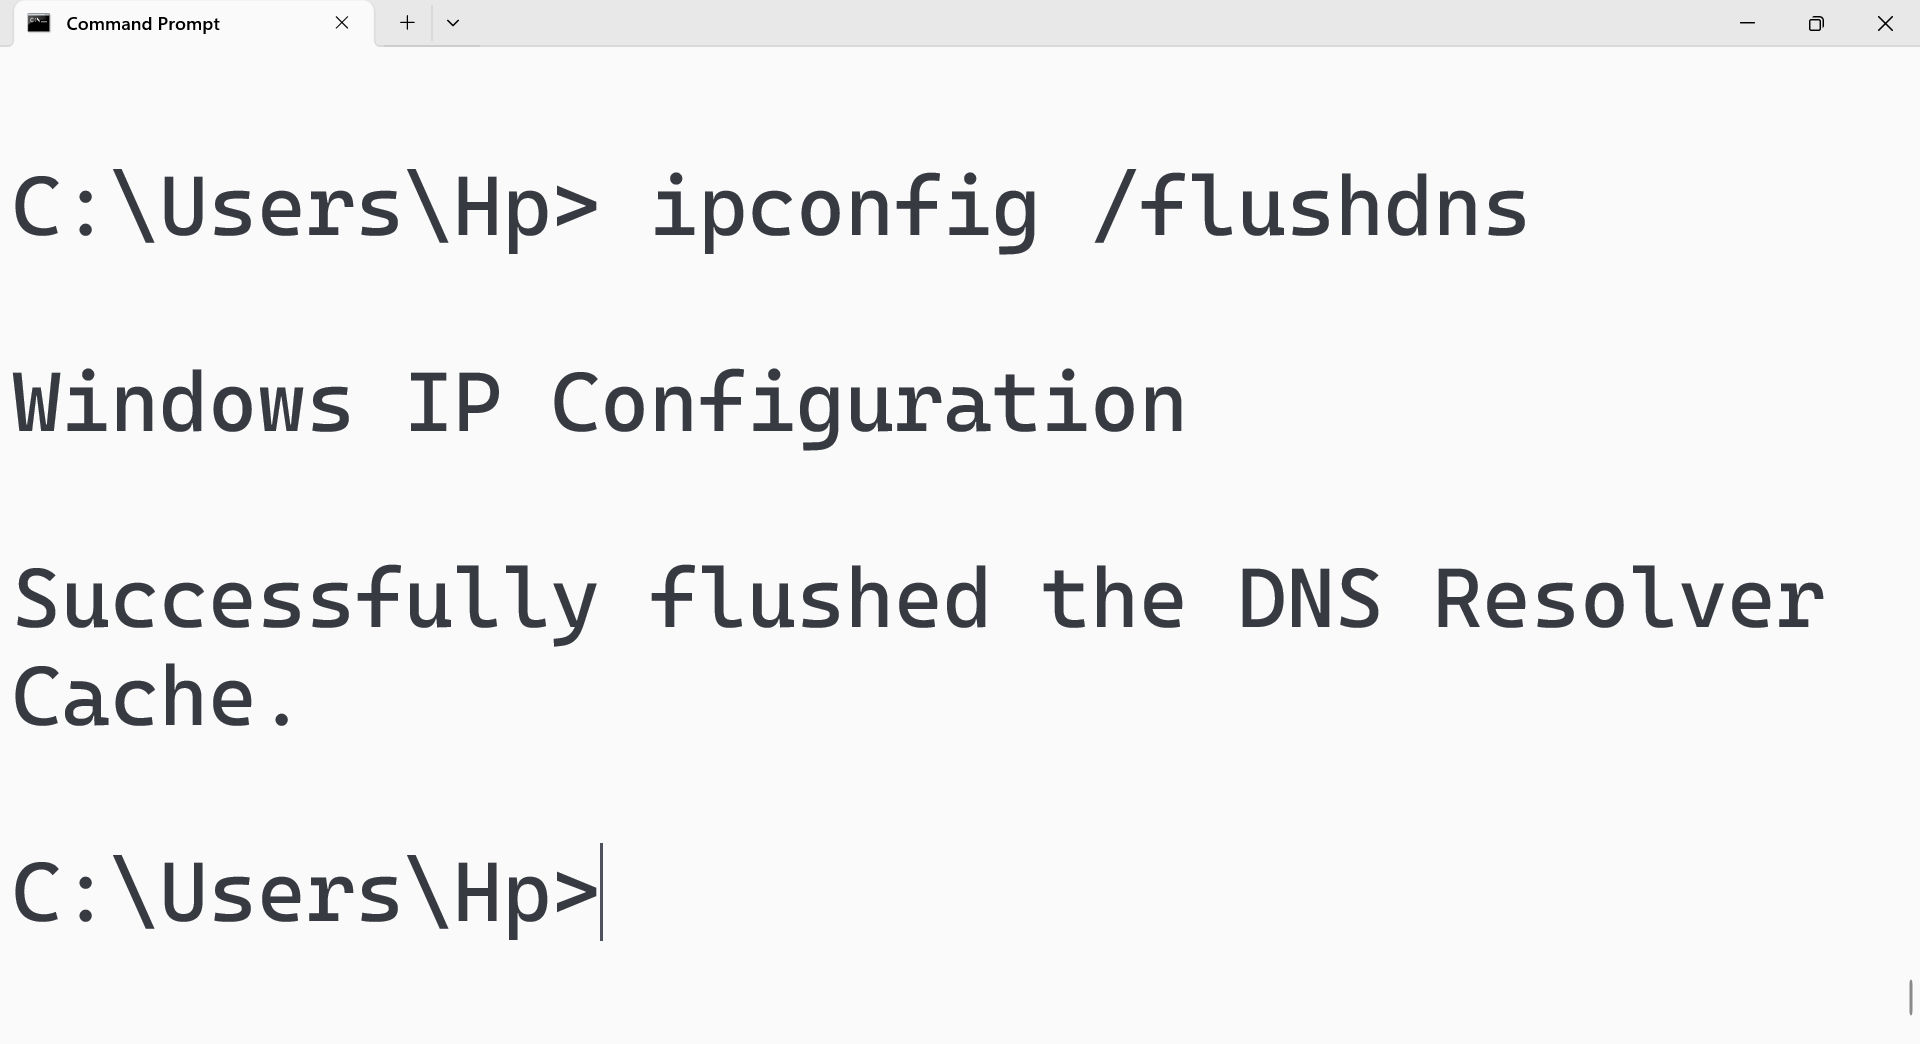 Command Prompt
C:\Users\Hp> ipconfig /flushdns
Windows IP Configuration
Successfully flushed the DNS Resolver
Cache.
C:\Users\Hp>